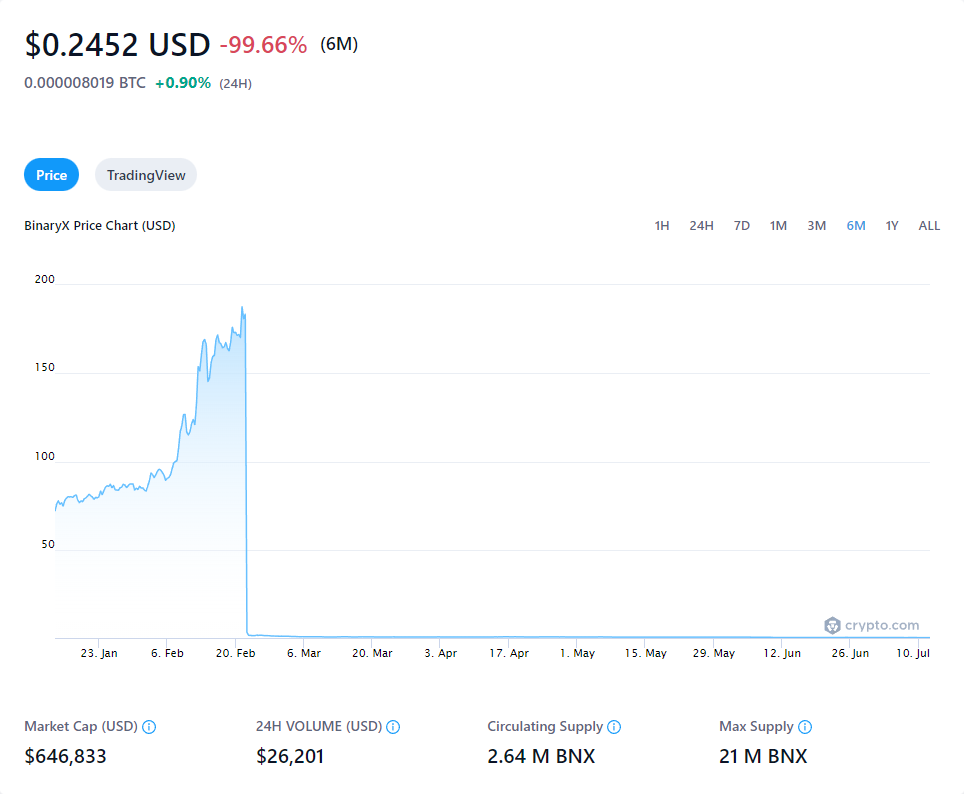 $0.2452 USD -99.66% (6M)
0.000008019 BTC +0.90% (24H)
Price TradingView
BinaryX Price Chart (USD) 1H 24H 7D 1M 3M 6M 1Y ALL
200
150
100
50
crypto.com
23. Jan 6. Feb 20. Feb 6. Mar 20. Mar 3. Apr 17. Apr 1. May 15. May 29. May 12. Jun 26. Jun 10. Jul
Market Cap (USD) 24H VOLUME (USD) Circulating Supply Max Supply
$646,833 $26,201 2.64 M BNX 21 M BNX